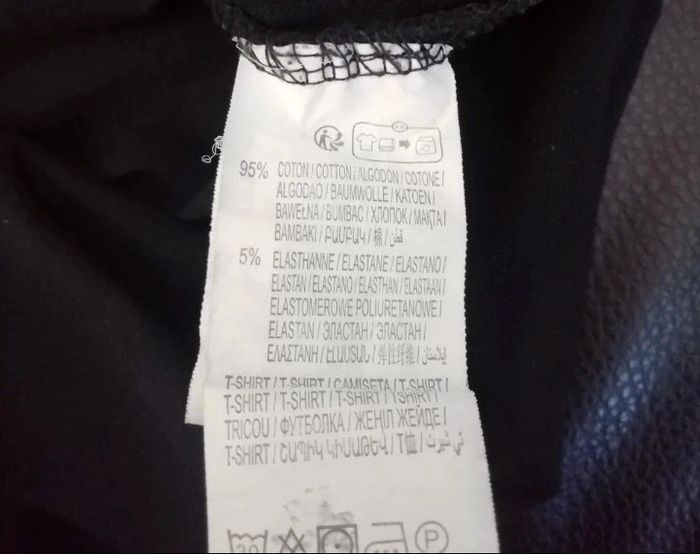 95% COTON / COTTON / ALGODÓN / COTONE /
ALGODAO / BAUMWOLLE / KATOEN /
BAWEŁNA / BUMBAC / ХЛОПОК / МАҚТА /
BAMBAKI / ԲԱՄԲԱԿ / 棉 / قطن
5% ELASTHANNE / ELASTANE / ELASTANO /
ELASTAN / ELASTANO / ELASTHAN / ELASTAAN /
ELASTOMEROWE POLIURETANOWE /
ELASTAN / ЭЛАСТАН / ЭЛАСТАН /
ΕΛΑΣΤΑΝΗ / ԷԼԱՍՏԱՆ / 弹性纤维 / إيلاستان
T-SHIRT / T-SHIRT / CAMISETA / T-SHIRT /
T-SHIRT / T-SHIRT / T-SHIRT / T-SHIRT /
TRICOU / ФУТБОЛКА / ЖЕҢІЛ ЖЕЙДЕ /
T-SHIRT / ՇԱՊԻԿ ԿԻՍԱԹԵՎ / T恤 / تي شيرت
P